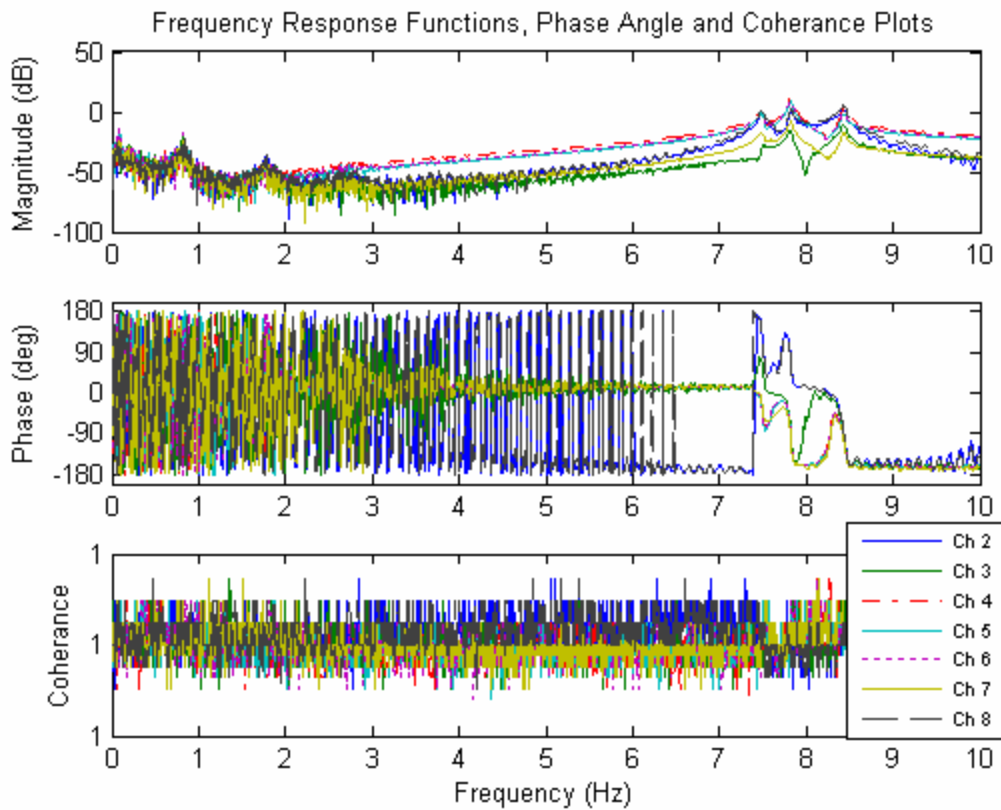 Frequency Response Functions, Phase Angle and Coherance Plots
Magnitude (dB)
50
0
-50
-100
0 1 2 3 4 5 6 7 8 9 10
Phase (deg)
180
90
0
-90
-180
0 1 2 3 4 5 6 7 8 9 10
Coherance
1
1
1
0 1 2 3 4 5 6 7 8 9 10
Frequency (Hz)
Ch 2
Ch 3
Ch 4
Ch 5
Ch 6
Ch 7
Ch 8